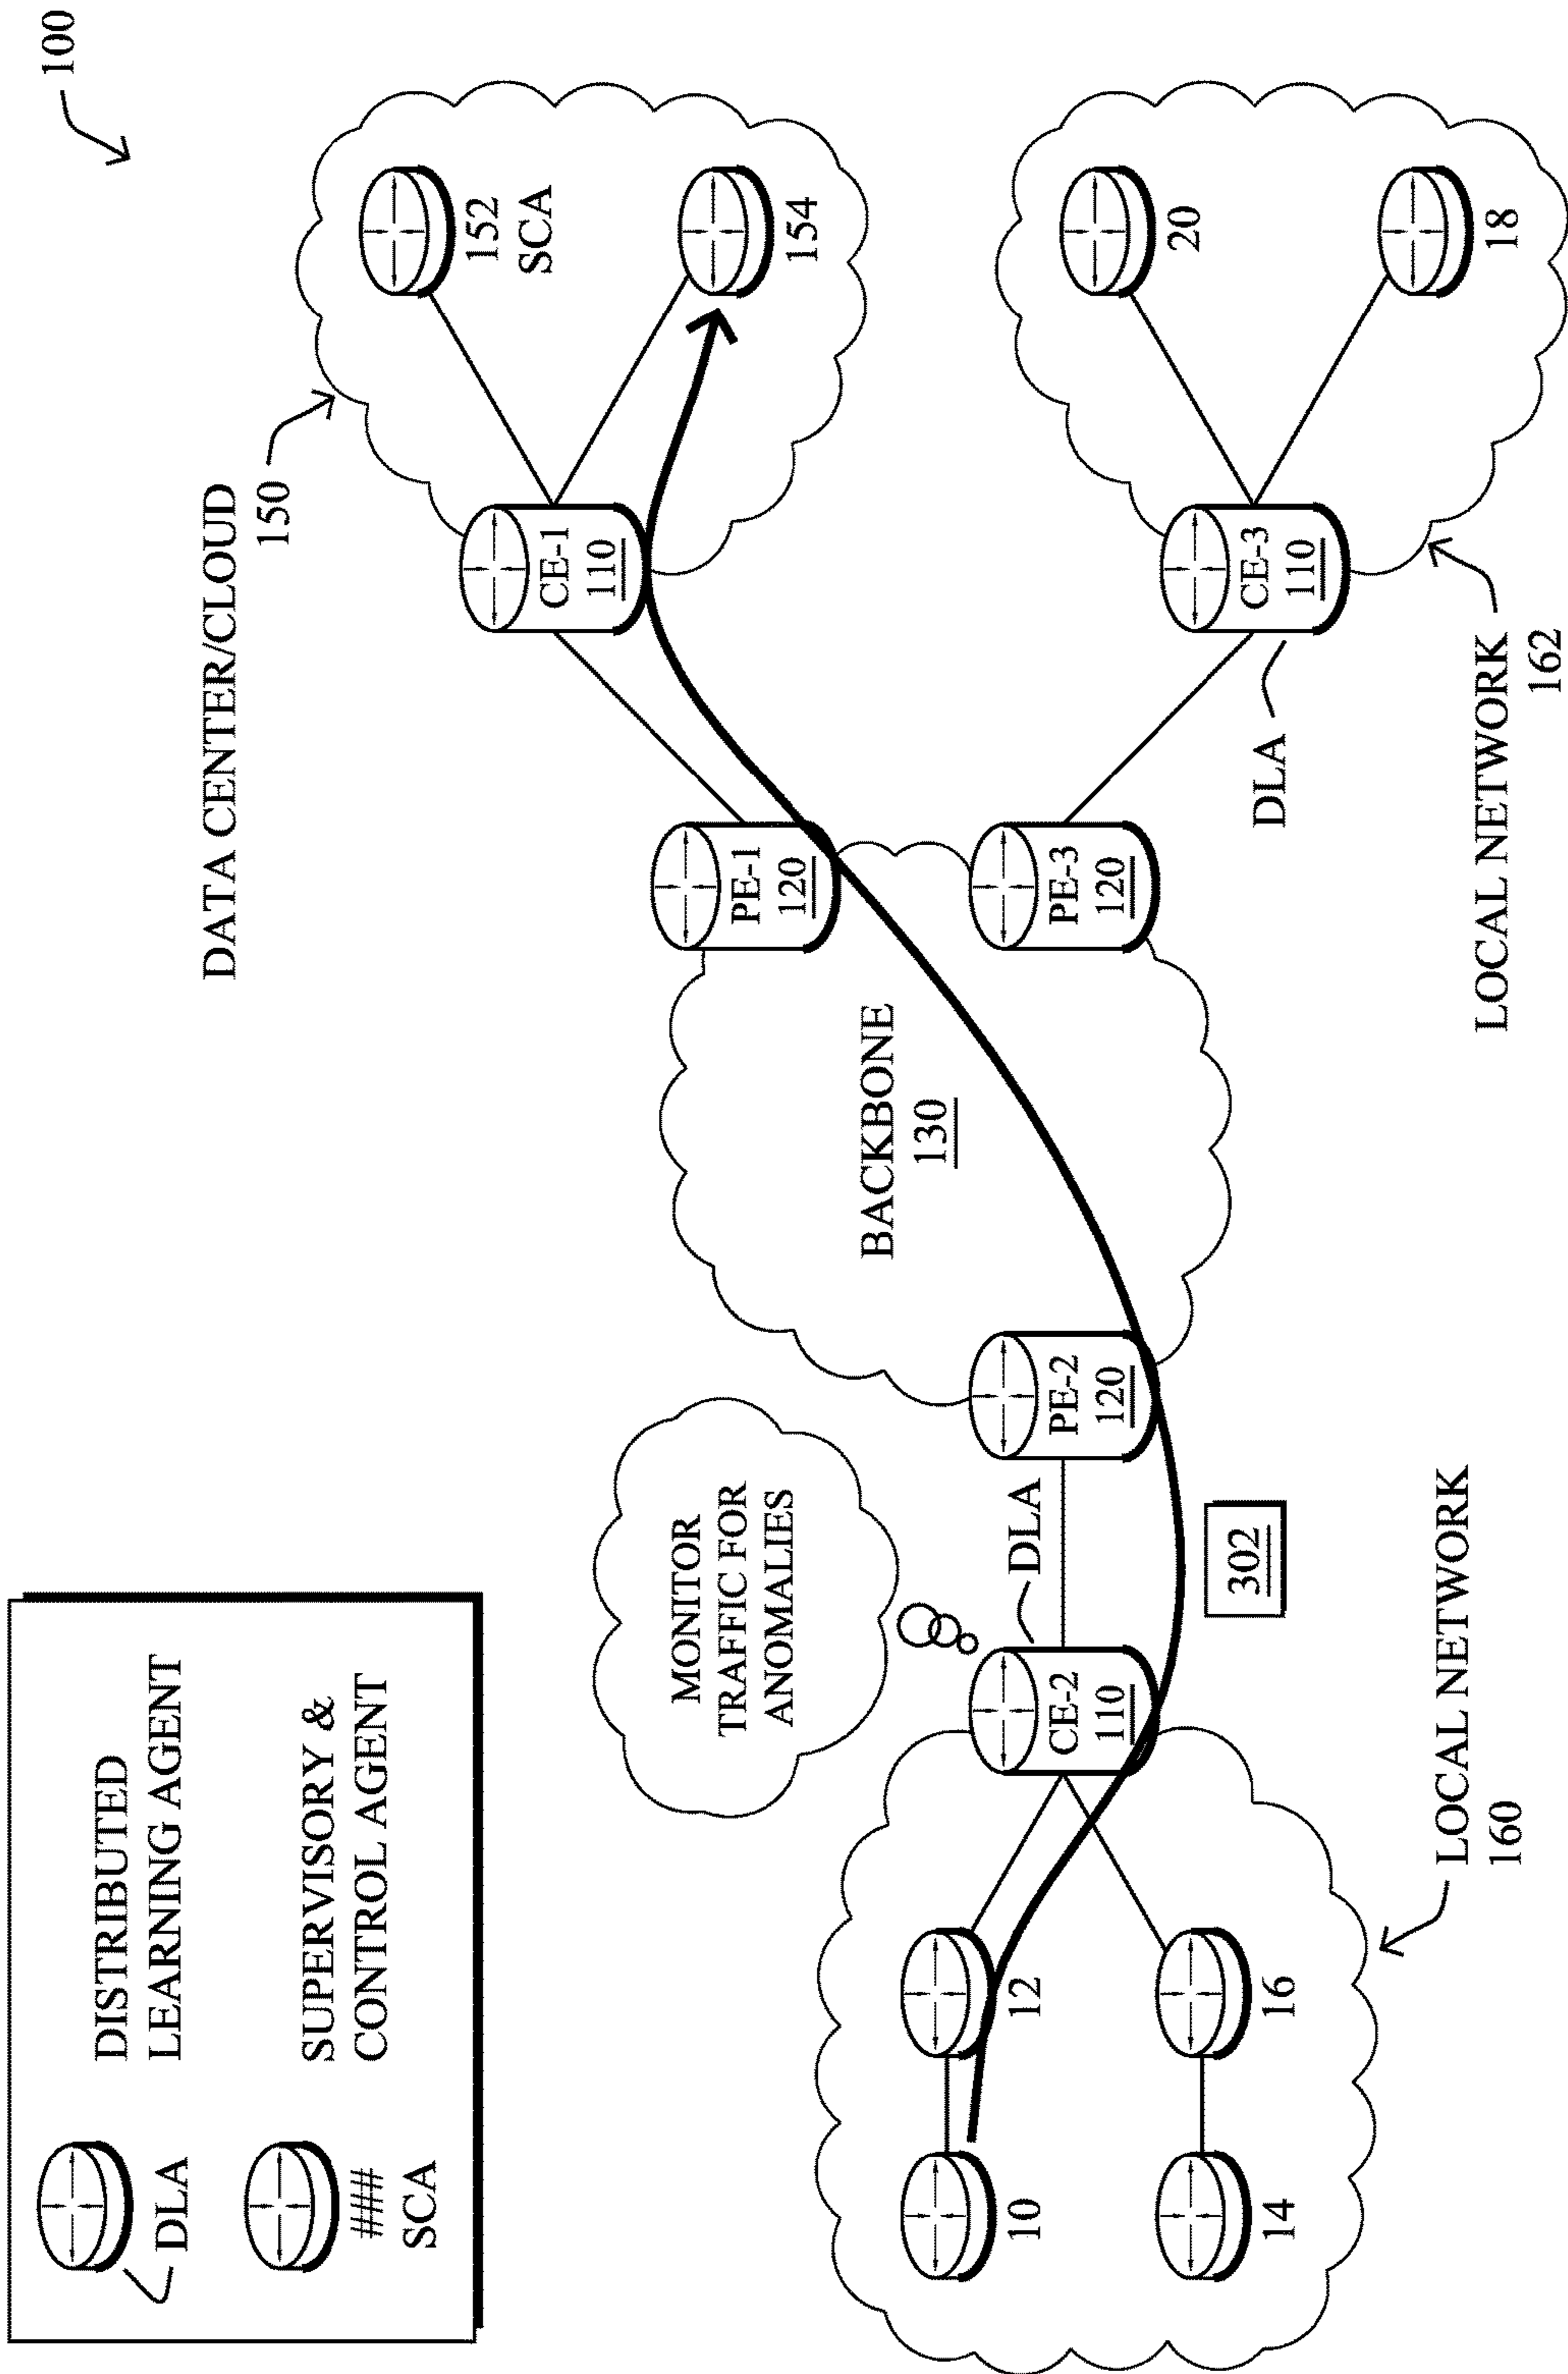 100
DISTRIBUTED
LEARNING AGENT
DLA
SUPERVISORY &
CONTROL AGENT
###
SCA
DATA CENTER/CLOUD
150
152
SCA
154
CE-1
110
PE-1
120
BACKBONE
130
MONITOR
TRAFFIC FOR
ANOMALIES
DLA
PE-2
120
PE-3
120
CE-2
110
302
10
12
14
16
LOCAL NETWORK
160
DLA
CE-3
110
20
18
LOCAL NETWORK
162